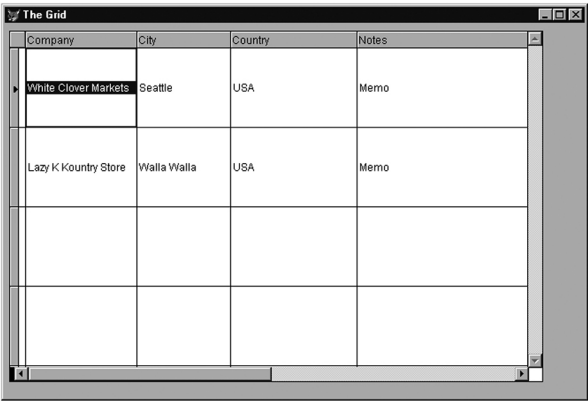 The Grid
Company City Country Notes
White Clover Markets Seattle USA Memo
Lazy K Kountry Store Walla Walla USA Memo